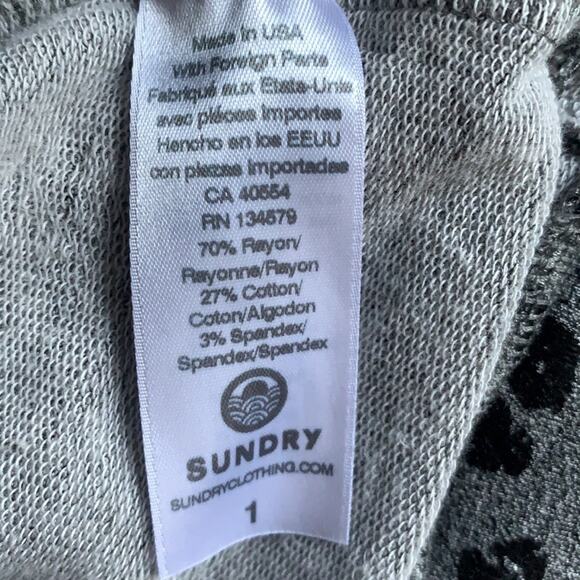 Made in USA
With Foreign Parts
Fabriqué aux Etats-Unis
avec pièces importes
Hencho en los EEUU
con piezas importadas
CA 40554
RN 134579
70% Rayon/
Rayonne/Rayon
27% Cotton/
Coton/Algodon
3% Spandex/
Spandex/Spandex
SUNDRY
SUNDRYCLOTHING.COM
1